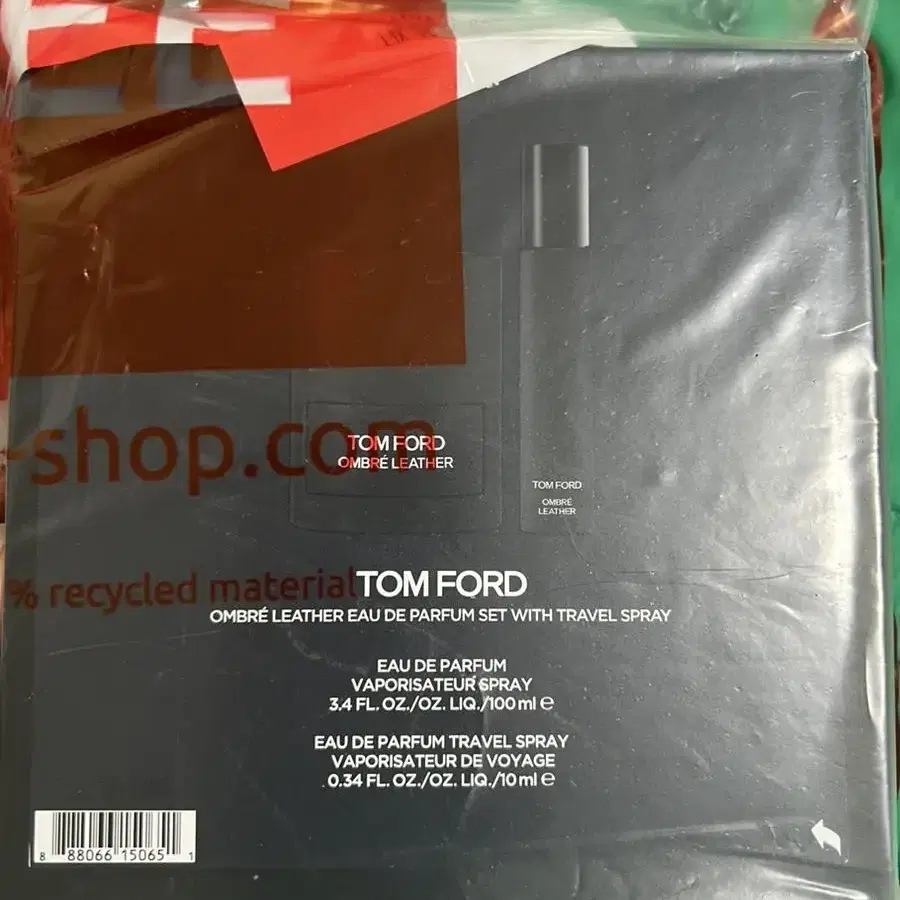 -shop.com
TOM FORD
OMBRÉ LEATHER
TOM FORD
OMBRÉ
LEATHER
% recycled material
TOM FORD
OMBRÉ LEATHER EAU DE PARFUM SET WITH TRAVEL SPRAY
EAU DE PARFUM
VAPORISATEUR SPRAY
3.4 FL. OZ./OZ. LIQ./100 ml ℮
EAU DE PARFUM TRAVEL SPRAY
VAPORISATEUR DE VOYAGE
0.34 FL. OZ./OZ. LIQ./10 ml ℮
8 88066 15065 1